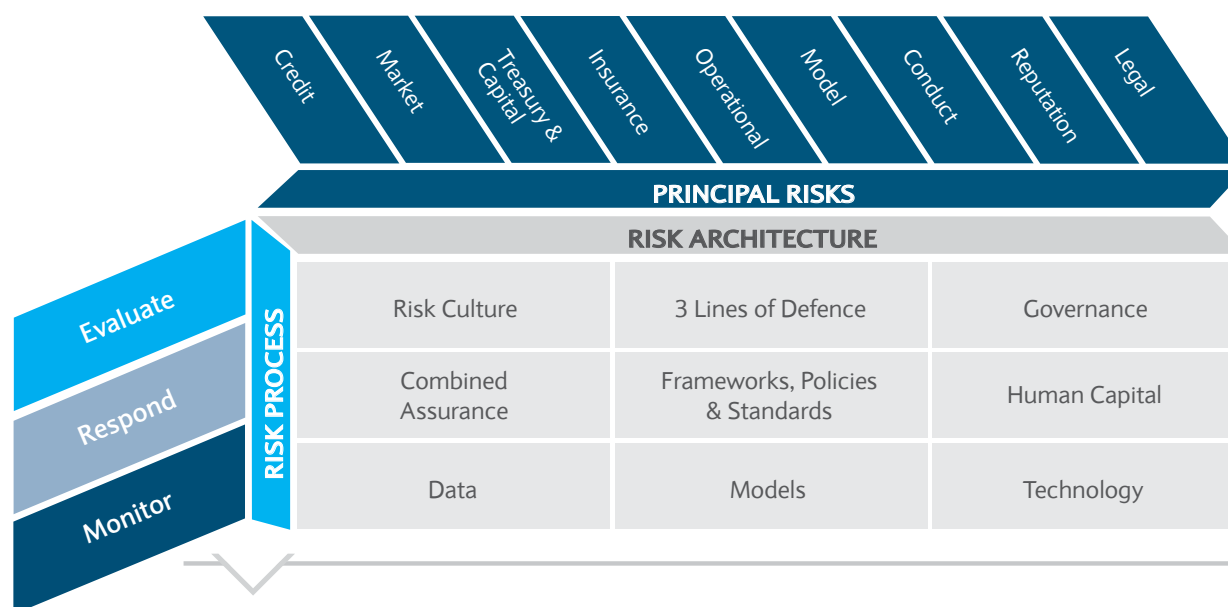 Credit
Market
Treasury &
Capital
Insurance
Operational
Model
Conduct
Reputation
Legal
PRINCIPAL RISKS
RISK ARCHITECTURE
Evaluate
Respond
Monitor
RISK PROCESS
Risk Culture
3 Lines of Defence
Governance
Combined
Assurance
Frameworks, Policies
& Standards
Human Capital
Data
Models
Technology